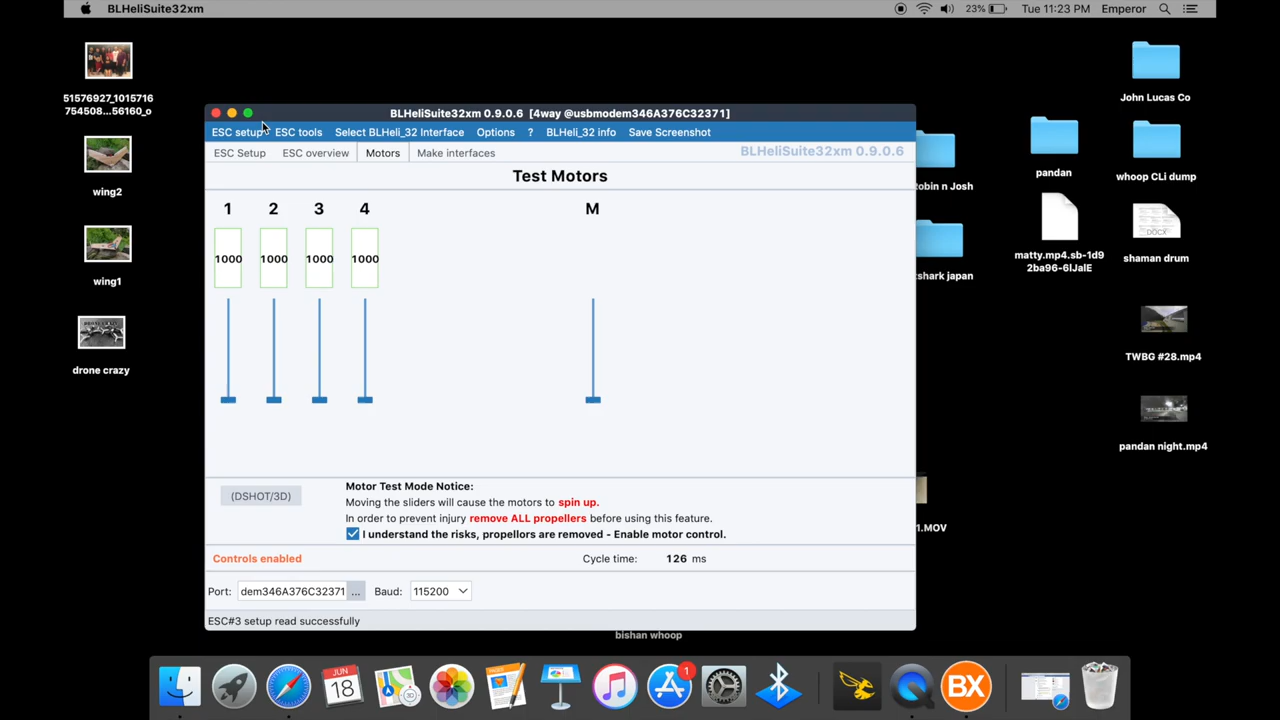 BLHeliSuite32xm
23%
Tue 11:23 PM
Emperor
51576927_1015716
754508...56160_o
wing2
wing1
drone crazy
BLHeliSuite32xm 0.9.0.6 [4way @usbmodem346A376C32371]
ESC setup
ESC tools
Select BLHeli_32 Interface
Options
?
BLHeli_32 info
Save Screenshot
ESC Setup
ESC overview
Motors
Make interfaces
BLHeliSuite32xm 0.9.0.6
Test Motors
1
2
3
4
M
1000
1000
1000
1000
(DSHOT/3D)
Motor Test Mode Notice:
Moving the sliders will cause the motors to spin up.
In order to prevent injury remove ALL propellers before using this feature.
I understand the risks, propellors are removed - Enable motor control.
Controls enabled
Cycle time:
126 ms
Port:
dem346A376C32371
...
Baud:
115200
ESC#3 setup read successfully
John Lucas Co
pandan
whoop CLi dump
obin n Josh
matty.mp4.sb-1d9
2ba96-6IJaIE
DOCX
shaman drum
tshark japan
TWBG #28.mp4
pandan night.mp4
1.MOV
bishan whoop
JUN
18
1
BX